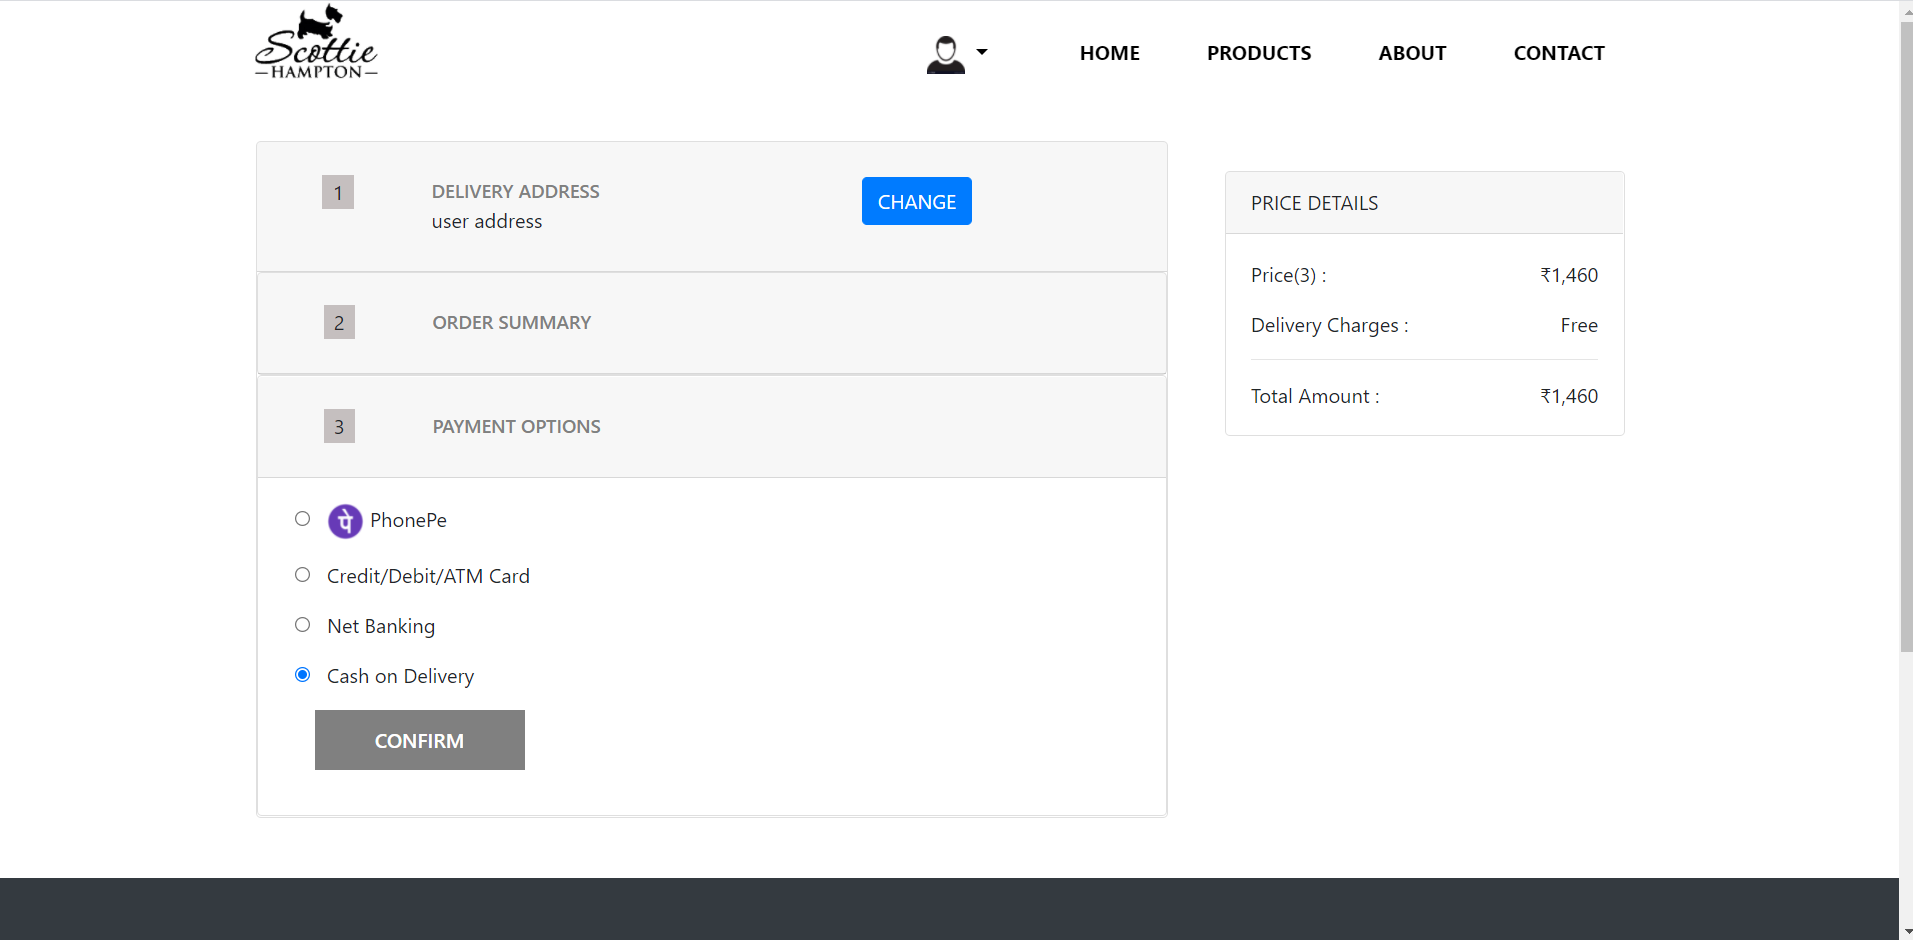 Scottie
HAMPTON
HOME PRODUCTS ABOUT CONTACT
1 DELIVERY ADDRESS CHANGE
user address
2 ORDER SUMMARY
3 PAYMENT OPTIONS
पे PhonePe
Credit/Debit/ATM Card
Net Banking
Cash on Delivery
CONFIRM
PRICE DETAILS
Price(3) : ₹1,460
Delivery Charges : Free
Total Amount : ₹1,460